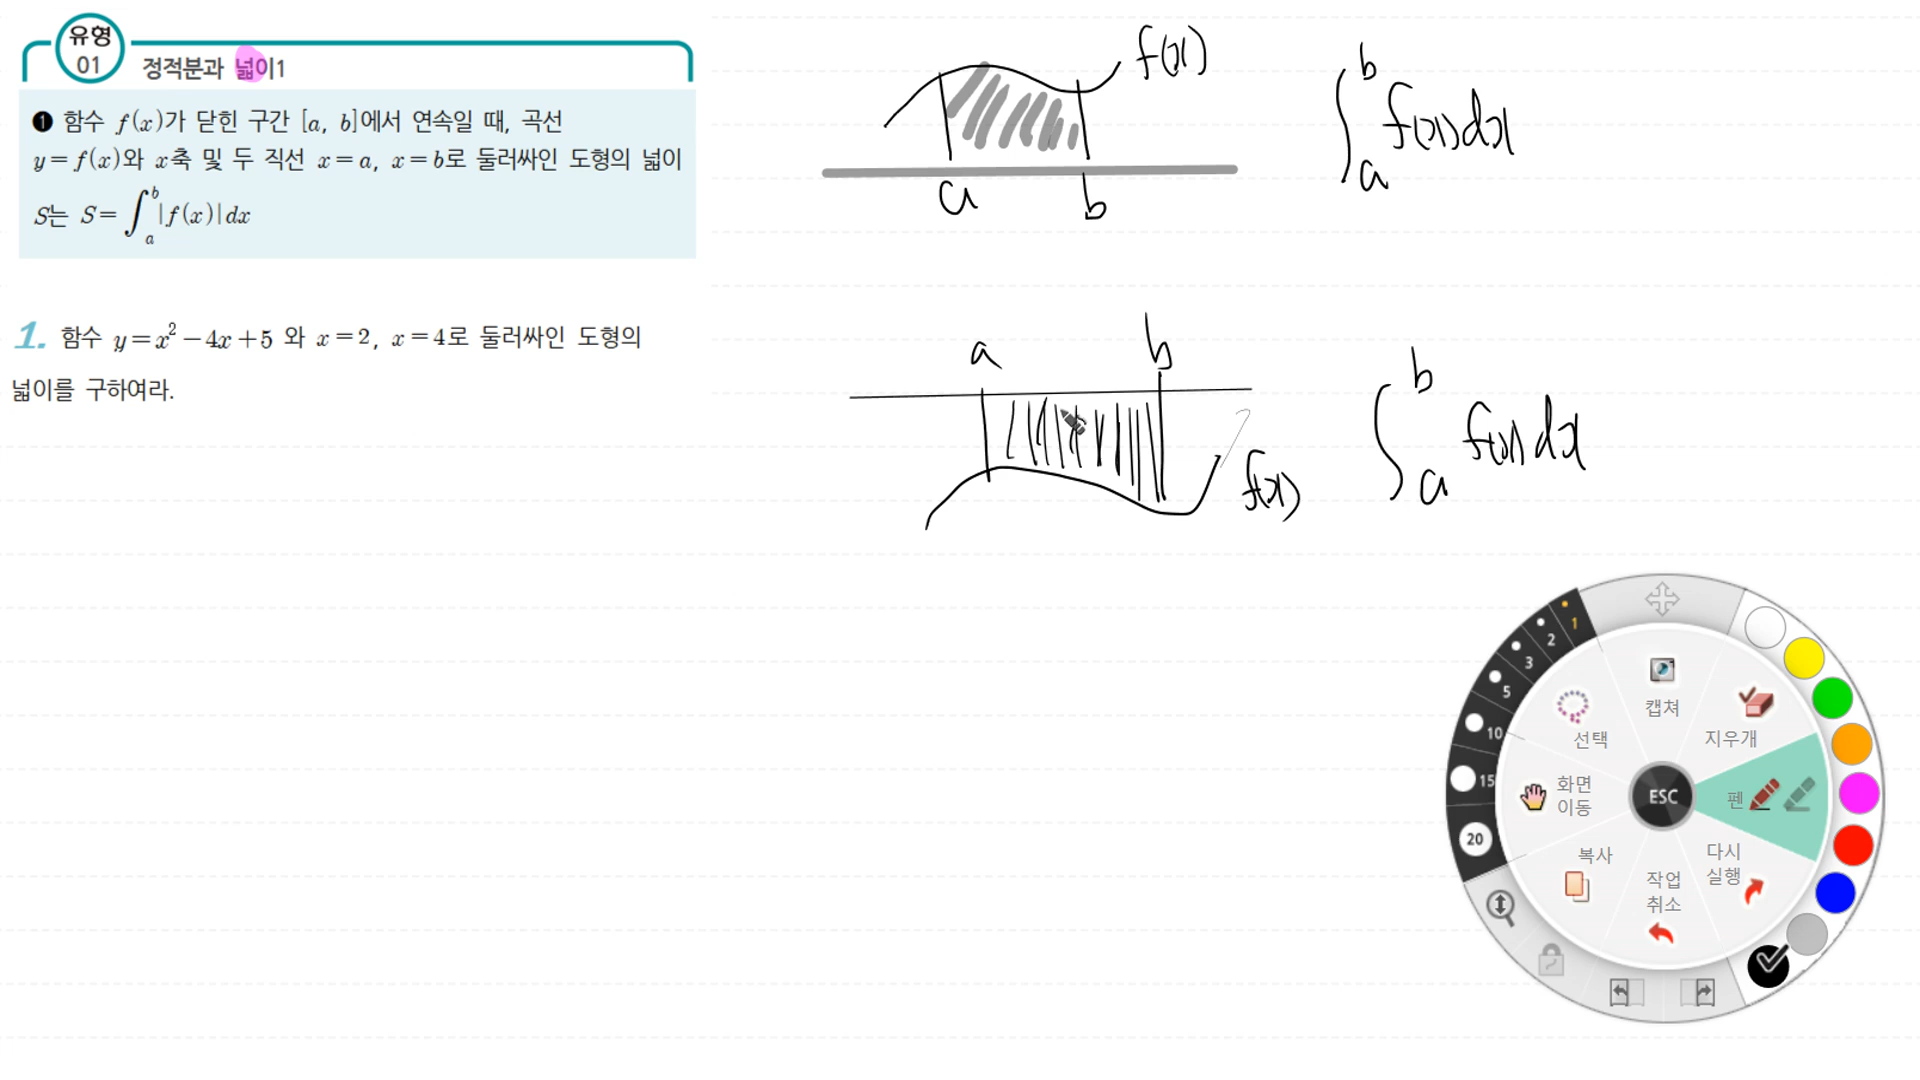 유형
01
정적분과 넓이1
❶ 함수 f(x)가 닫힌 구간 [a, b]에서 연속일 때, 곡선
y=f(x)와 x축 및 두 직선 x=a, x=b로 둘러싸인 도형의 넓이
S는 S=∫_a^b |f(x)|dx
1. 함수 y=x²-4x+5 와 x=2, x=4로 둘러싸인 도형의
넓이를 구하여라.
f(x)
a
b
∫_a^b f(x)dx
a
b
f(x)
∫_a^b f(x)dx
1
2
3
5
10
15
20
캡쳐
선택
지우개
화면
이동
ESC
펜
복사
작업
취소
다시
실행